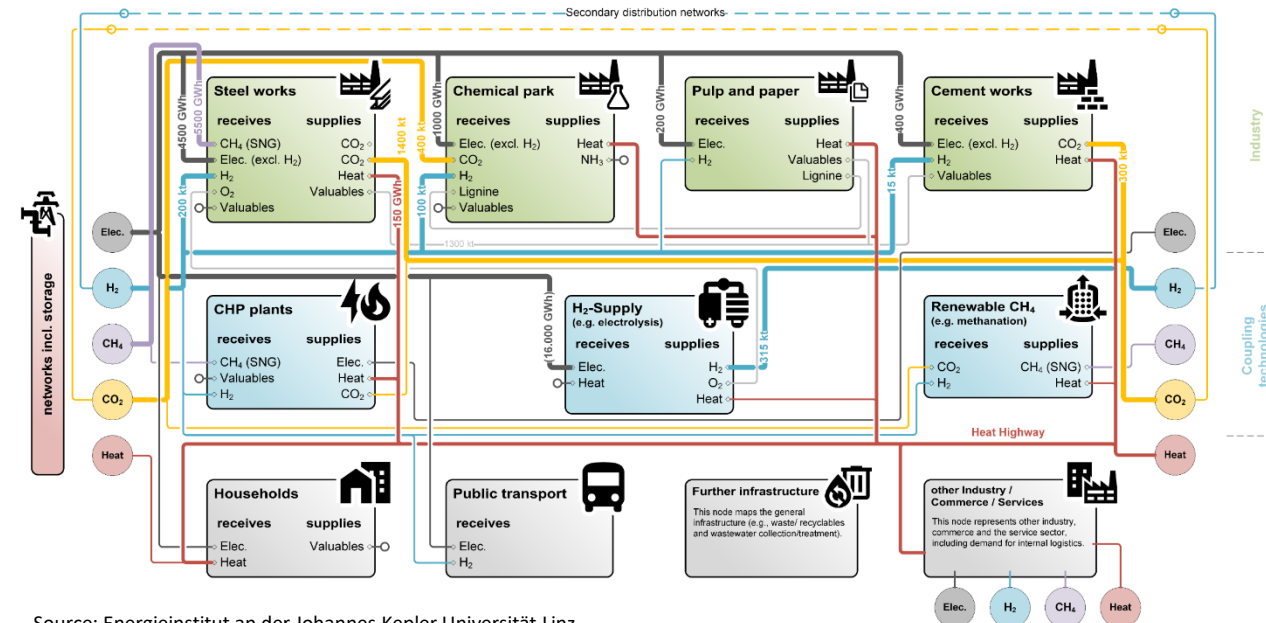 Secondary distribution networks
Steel works
receives supplies
CH₄ (SNG) CO₂
Elec. (excl. H₂) CO₂
H₂ Heat
O₂ Valuables
Valuables
4500 GWh
5500 GWh
200 kt
1400 kt
150 GWh
Chemical park
receives supplies
Elec. (excl. H₂) Heat
CO₂ NH₃
H₂
Lignine
Valuables
400 kt
1000 GWh
100 kt
1300 kt
Pulp and paper
receives supplies
Elec. Heat
H₂ Valuables
Lignine
200 GWh
Cement works
receives supplies
Elec. (excl. H₂) CO₂
H₂ Heat
Valuables
400 GWh
15 kt
300 kt
Industry
networks incl. storage
Elec.
H₂
CH₄
CO₂
Heat
CHP plants
receives supplies
CH₄ (SNG) Elec.
Valuables Heat
H₂ CO₂
(16.000 GWh)
H₂-Supply
(e.g. electrolysis)
receives supplies
Elec. H₂
Heat O₂
Heat
315 kt
Renewable CH₄
(e.g. methanation)
receives supplies
CO₂ CH₄ (SNG)
H₂ Heat
Elec.
H₂
CH₄
CO₂
Heat
Coupling
technologies
Heat Highway
Households
receives supplies
Elec. Valuables
Heat
Public transport
receives
Elec.
H₂
Further infrastructure
This node maps the general
infrastructure (e.g., waste/ recyclables
and wastewater collection/treatment).
other Industry /
Commerce / Services
This node represents other industry,
commerce and the service sector,
including demand for internal logistics.
Elec. H₂ CH₄ Heat